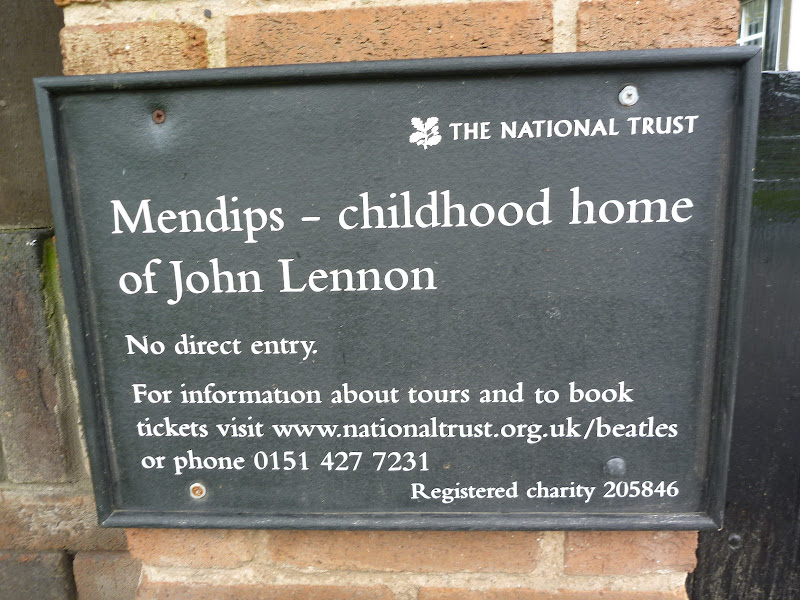 THE NATIONAL TRUST
Mendips – childhood home
of John Lennon
No direct entry.
For information about tours and to book
tickets visit www.nationaltrust.org.uk/beatles
or phone 0151 427 7231
Registered charity 205846